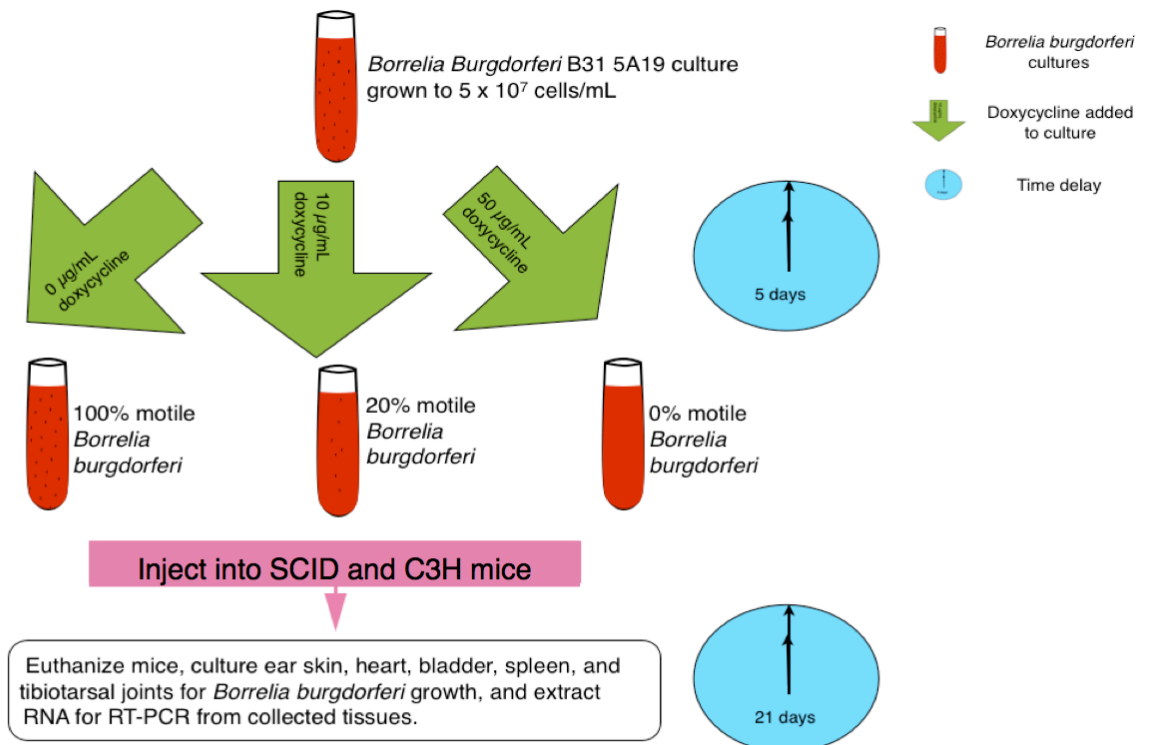 Borrelia Burgdorferi B31 5A19 culture
grown to 5 x 10⁷ cells/mL
Borrelia burgdorferi
cultures
Doxycycline added
to culture
Time delay
0 µg/mL
doxycycline
10 µg/mL
doxycycline
50 µg/mL
doxycycline
5 days
100% motile
Borrelia
burgdorferi
20% motile
Borrelia
burgdorferi
0% motile
Borrelia
burgdorferi
Inject into SCID and C3H mice
Euthanize mice, culture ear skin, heart, bladder, spleen, and
tibiotarsal joints for Borrelia burgdorferi growth, and extract
RNA for RT-PCR from collected tissues.
21 days